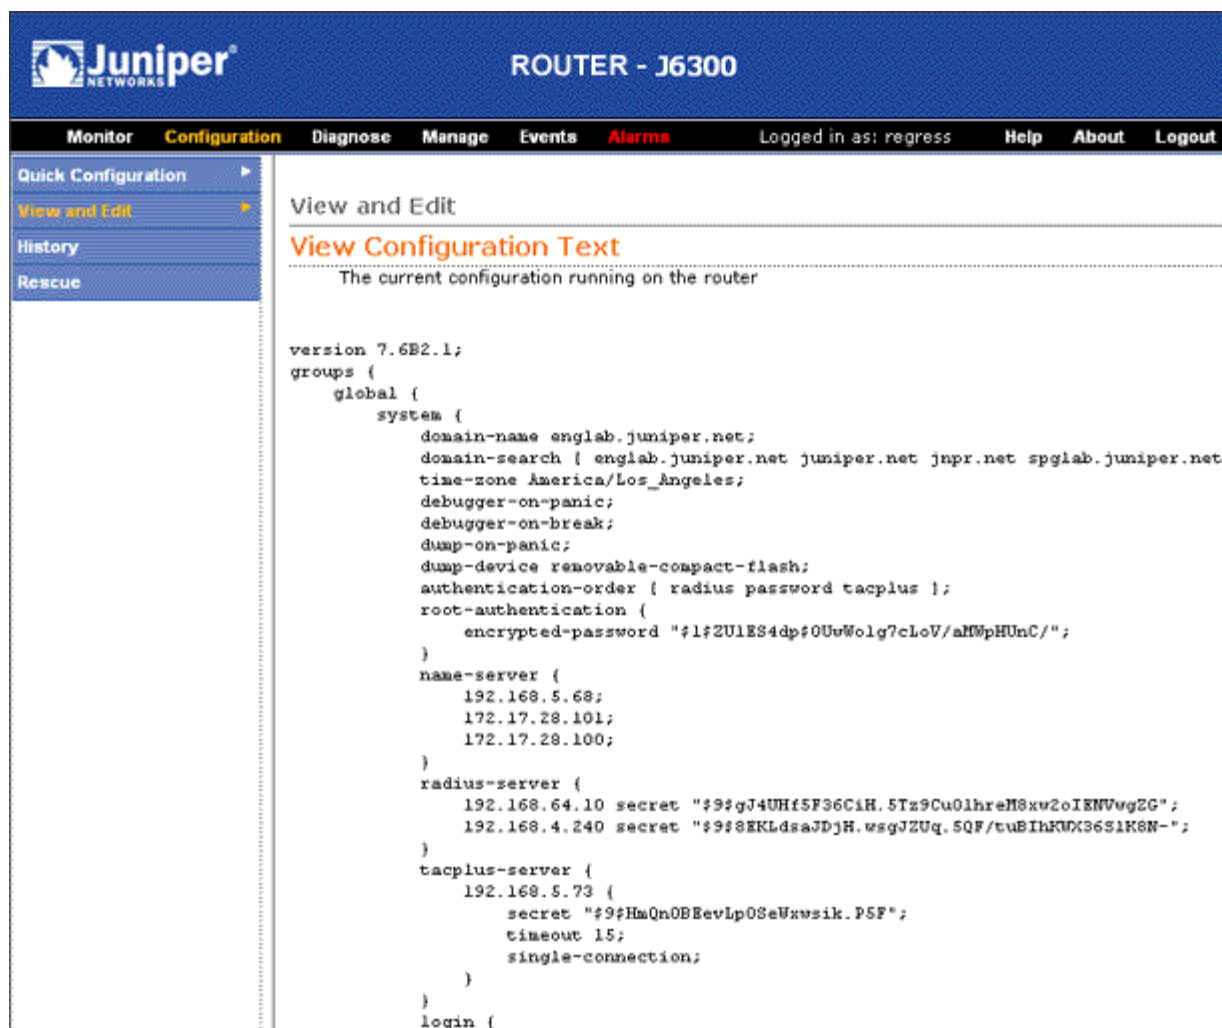 Juniper®
NETWORKS
ROUTER - J6300
Monitor Configuration Diagnose Manage Events Alarms Logged in as: regress Help About Logout
Quick Configuration
View and Edit
History
Rescue
View and Edit
View Configuration Text
The current configuration running on the router
version 7.6B2.1;
groups {
global {
system {
domain-name englab.juniper.net;
domain-search [ englab.juniper.net juniper.net jnpr.net spglab.juniper.net
time-zone America/Los_Angeles;
debugger-on-panic;
debugger-on-break;
dump-on-panic;
dump-device removable-compact-flash;
authentication-order [ radius password tacplus ];
root-authentication {
encrypted-password "$1$ZUlES4dp$OUwWo1g7cLoV/aMWpHUnC/";
}
name-server {
192.168.5.68;
172.17.28.101;
172.17.28.100;
}
radius-server {
192.168.64.10 secret "$9$gJ4UHf5F36CiH.5Tz9CuO1hreM8xw2oIENVwgZG";
192.168.4.240 secret "$9$8EKLdsaJDjH.wsgJZUq.5QF/tuBIhKWX36S1K8N-";
}
tacplus-server {
192.168.5.73 {
secret "$9$HmQnOBEevLpOSeWxwsik.P5F";
timeout 15;
single-connection;
}
}
login {